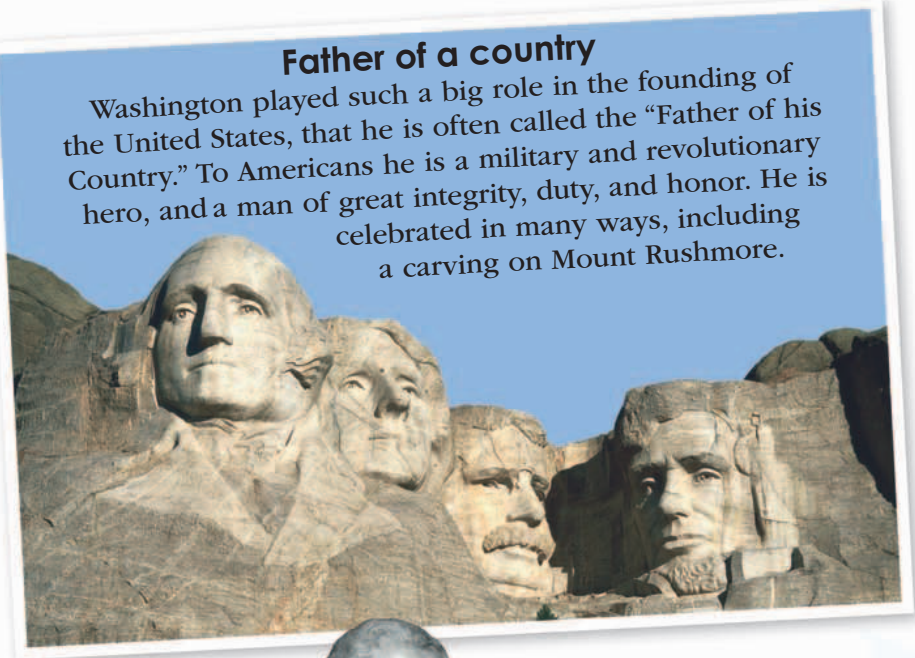 Father of a country
Washington played such a big role in the founding of
the United States, that he is often called the “Father of his
Country.” To Americans he is a military and revolutionary
hero, and a man of great integrity, duty, and honor. He is
celebrated in many ways, including
a carving on Mount Rushmore.